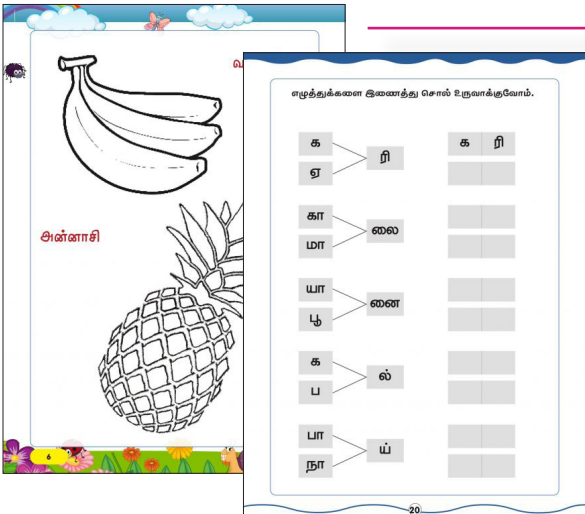 வ
அன்னாசி
6
எழுத்துக்களை இணைத்து சொல் உருவாக்குவோம்.
க
ரி
க ரி
ஏ
கா
லை
மா
யா
னை
பூ
க
ல்
ப
பா
ய்
நா
20